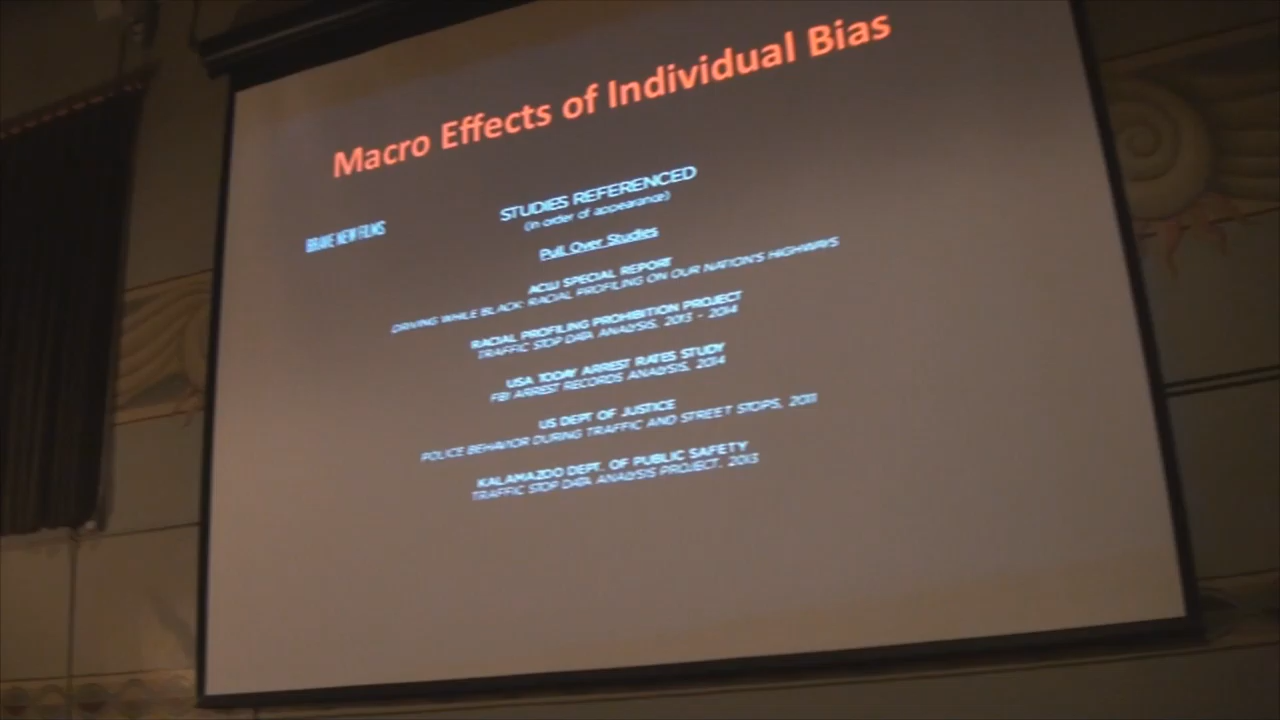 Macro Effects of Individual Bias
STUDIES REFERENCED
(in order of appearance)
BRAVE NEW FILMS
Pull Over Studies
ACLU SPECIAL REPORT
DRIVING WHILE BLACK: RACIAL PROFILING ON OUR NATION'S HIGHWAYS
RACIAL PROFILING PROHIBITION PROJECT
TRAFFIC STOP DATA ANALYSIS, 2013 - 2014
USA TODAY ARREST RATES STUDY
FBI ARREST RECORDS ANALYSIS, 2014
US DEPT OF JUSTICE
POLICE BEHAVIOR DURING TRAFFIC AND STREET STOPS, 2011
KALAMAZOO DEPT. OF PUBLIC SAFETY
TRAFFIC STOP DATA ANALYSIS PROJECT, 2013